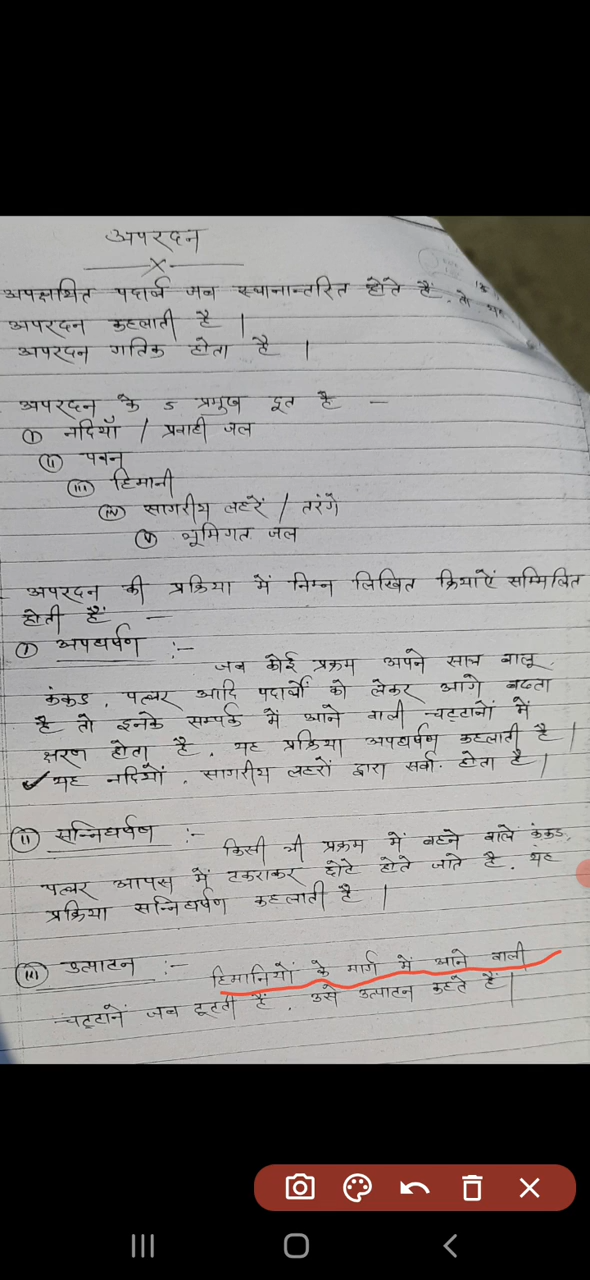 अपरदन
अपक्षयित पदार्थ जब स्थानान्तरित होते हैं, तो यह
अपरदन कहलाती है |
अपरदन गतिक होता है |
अपरदन के 5 प्रमुख दूत है —
(i) नदियाँ / प्रवाही जल
(ii) पवन
(iii) हिमानी
(iv) सागरीय लहरें / तरंगे
(v) भूमिगत जल
अपरदन की प्रक्रिया में निम्न लिखित क्रियाऐं सम्मिलित
होती हैं —
(i) अपघर्षण :-
जब कोई प्रक्रम अपने साथ बालू,
कंकड, पत्थर आदि पदार्थों को लेकर आगे बढता
है तो इनके सम्पर्क में आने वाली चट्टानों में
क्षरण होता है, यह प्रक्रिया अपघर्षण कहलाती है |
✓ यह नदियों, सागरीय लहरों द्वारा सर्वा. होता है |
(ii) सन्निघर्षण :-
किसी भी प्रक्रम में बहने वाले कंकड,
पत्थर आपस में टकराकर छोटे होते जाते है, यह
प्रक्रिया सन्निघर्षण कहलाती है |
(iii) उत्पाटन :-
हिमानियों के मार्ग में आने वाली
चट्टाने जब टूटती हैं, उसे उत्पाटन कहते हैं |